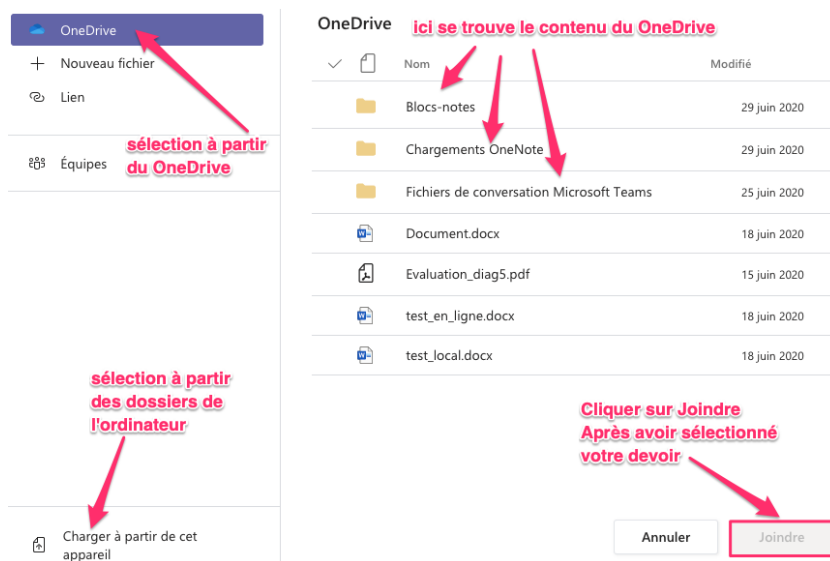 OneDrive
Nouveau fichier
Lien
sélection à partir
du OneDrive
Équipes
sélection à partir
des dossiers de
l'ordinateur
Charger à partir de cet
appareil
OneDrive
ici se trouve le contenu du OneDrive
Nom Modifié
Blocs-notes 29 juin 2020
Chargements OneNote 29 juin 2020
Fichiers de conversation Microsoft Teams 25 juin 2020
Document.docx 18 juin 2020
Evaluation_diag5.pdf 15 juin 2020
test_en_ligne.docx 18 juin 2020
test_local.docx 18 juin 2020
Cliquer sur Joindre
Après avoir sélectionné
votre devoir
Annuler Joindre